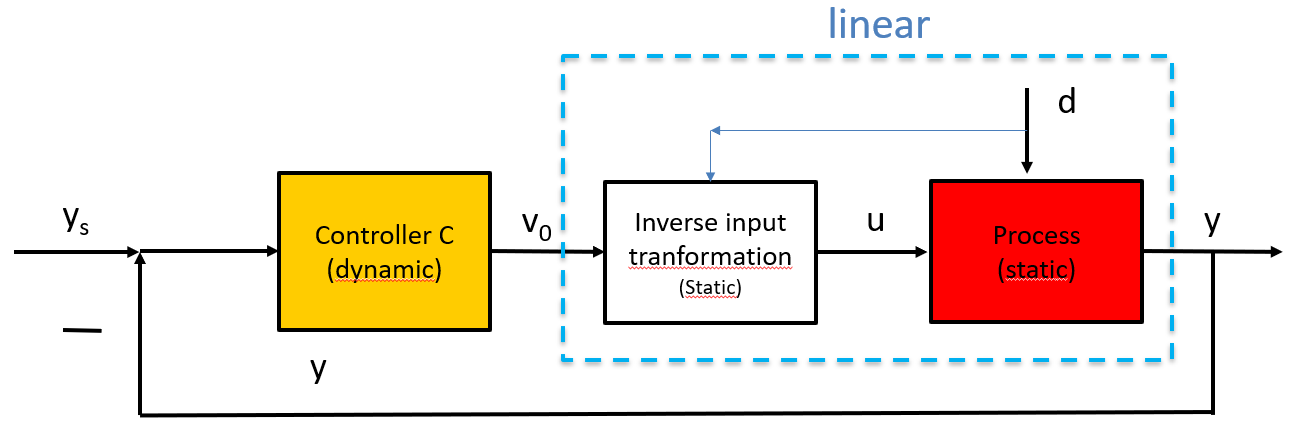 linear
d
y_s
Controller C
(dynamic)
v_0
Inverse input
tranformation
(Static)
u
Process
(static)
y
—
y